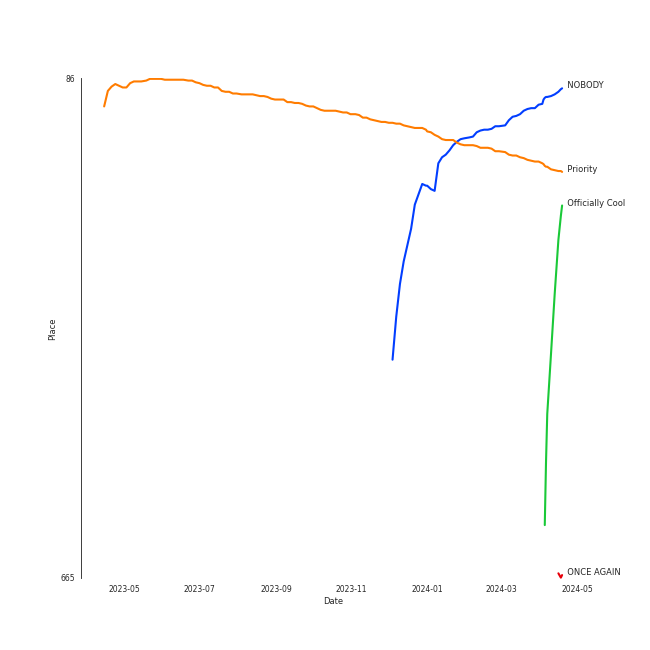 86
NOBODY
Priority
Officially Cool
Place
ONCE AGAIN
665
2023-05 2023-07 2023-09 2023-11 2024-01 2024-03 2024-05
Date